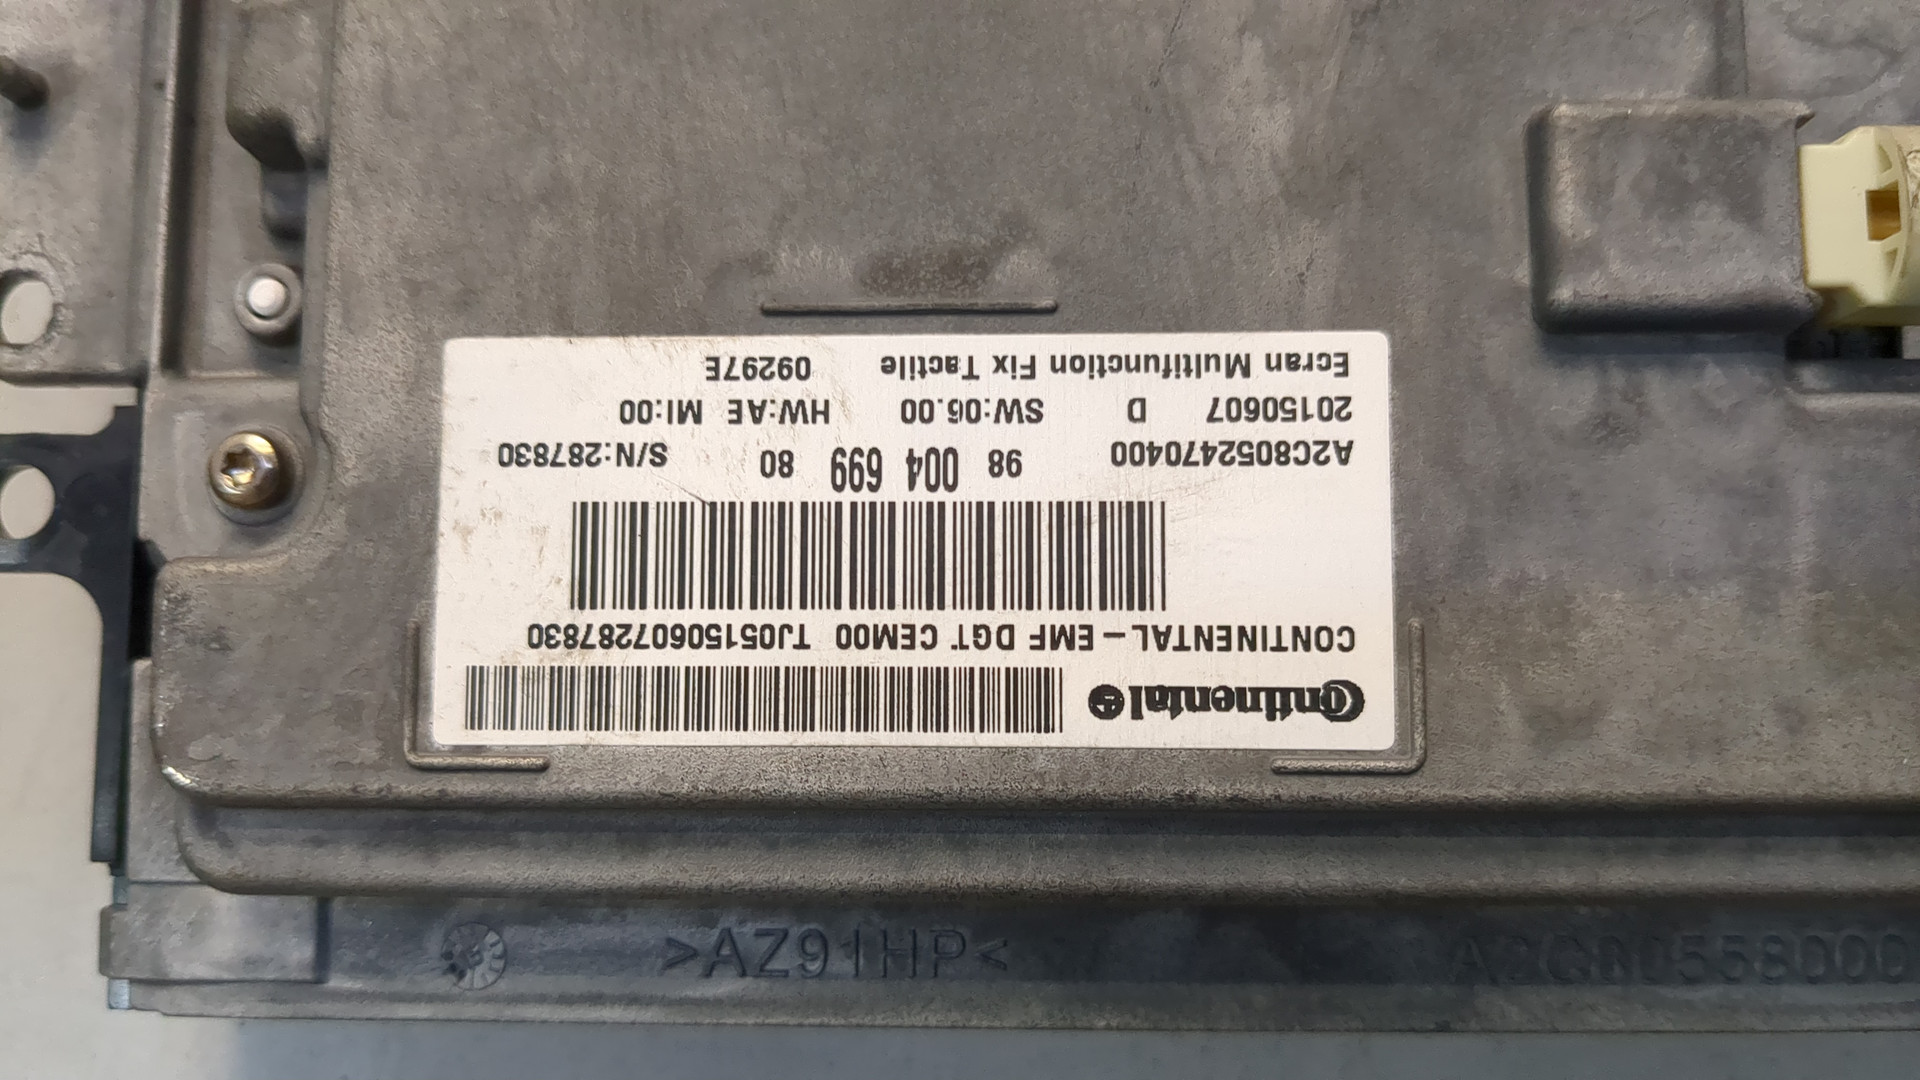 Continental
CONTINENTAL - EMF DGT CEM00 TJ05150607287830
A2C8052470400 98 004 699 80 S/N:287830
20150607 D SW:06.00 HW:AE MI:00
Ecran Multifunction Fix Tactile 09297E
>AZ91HP<